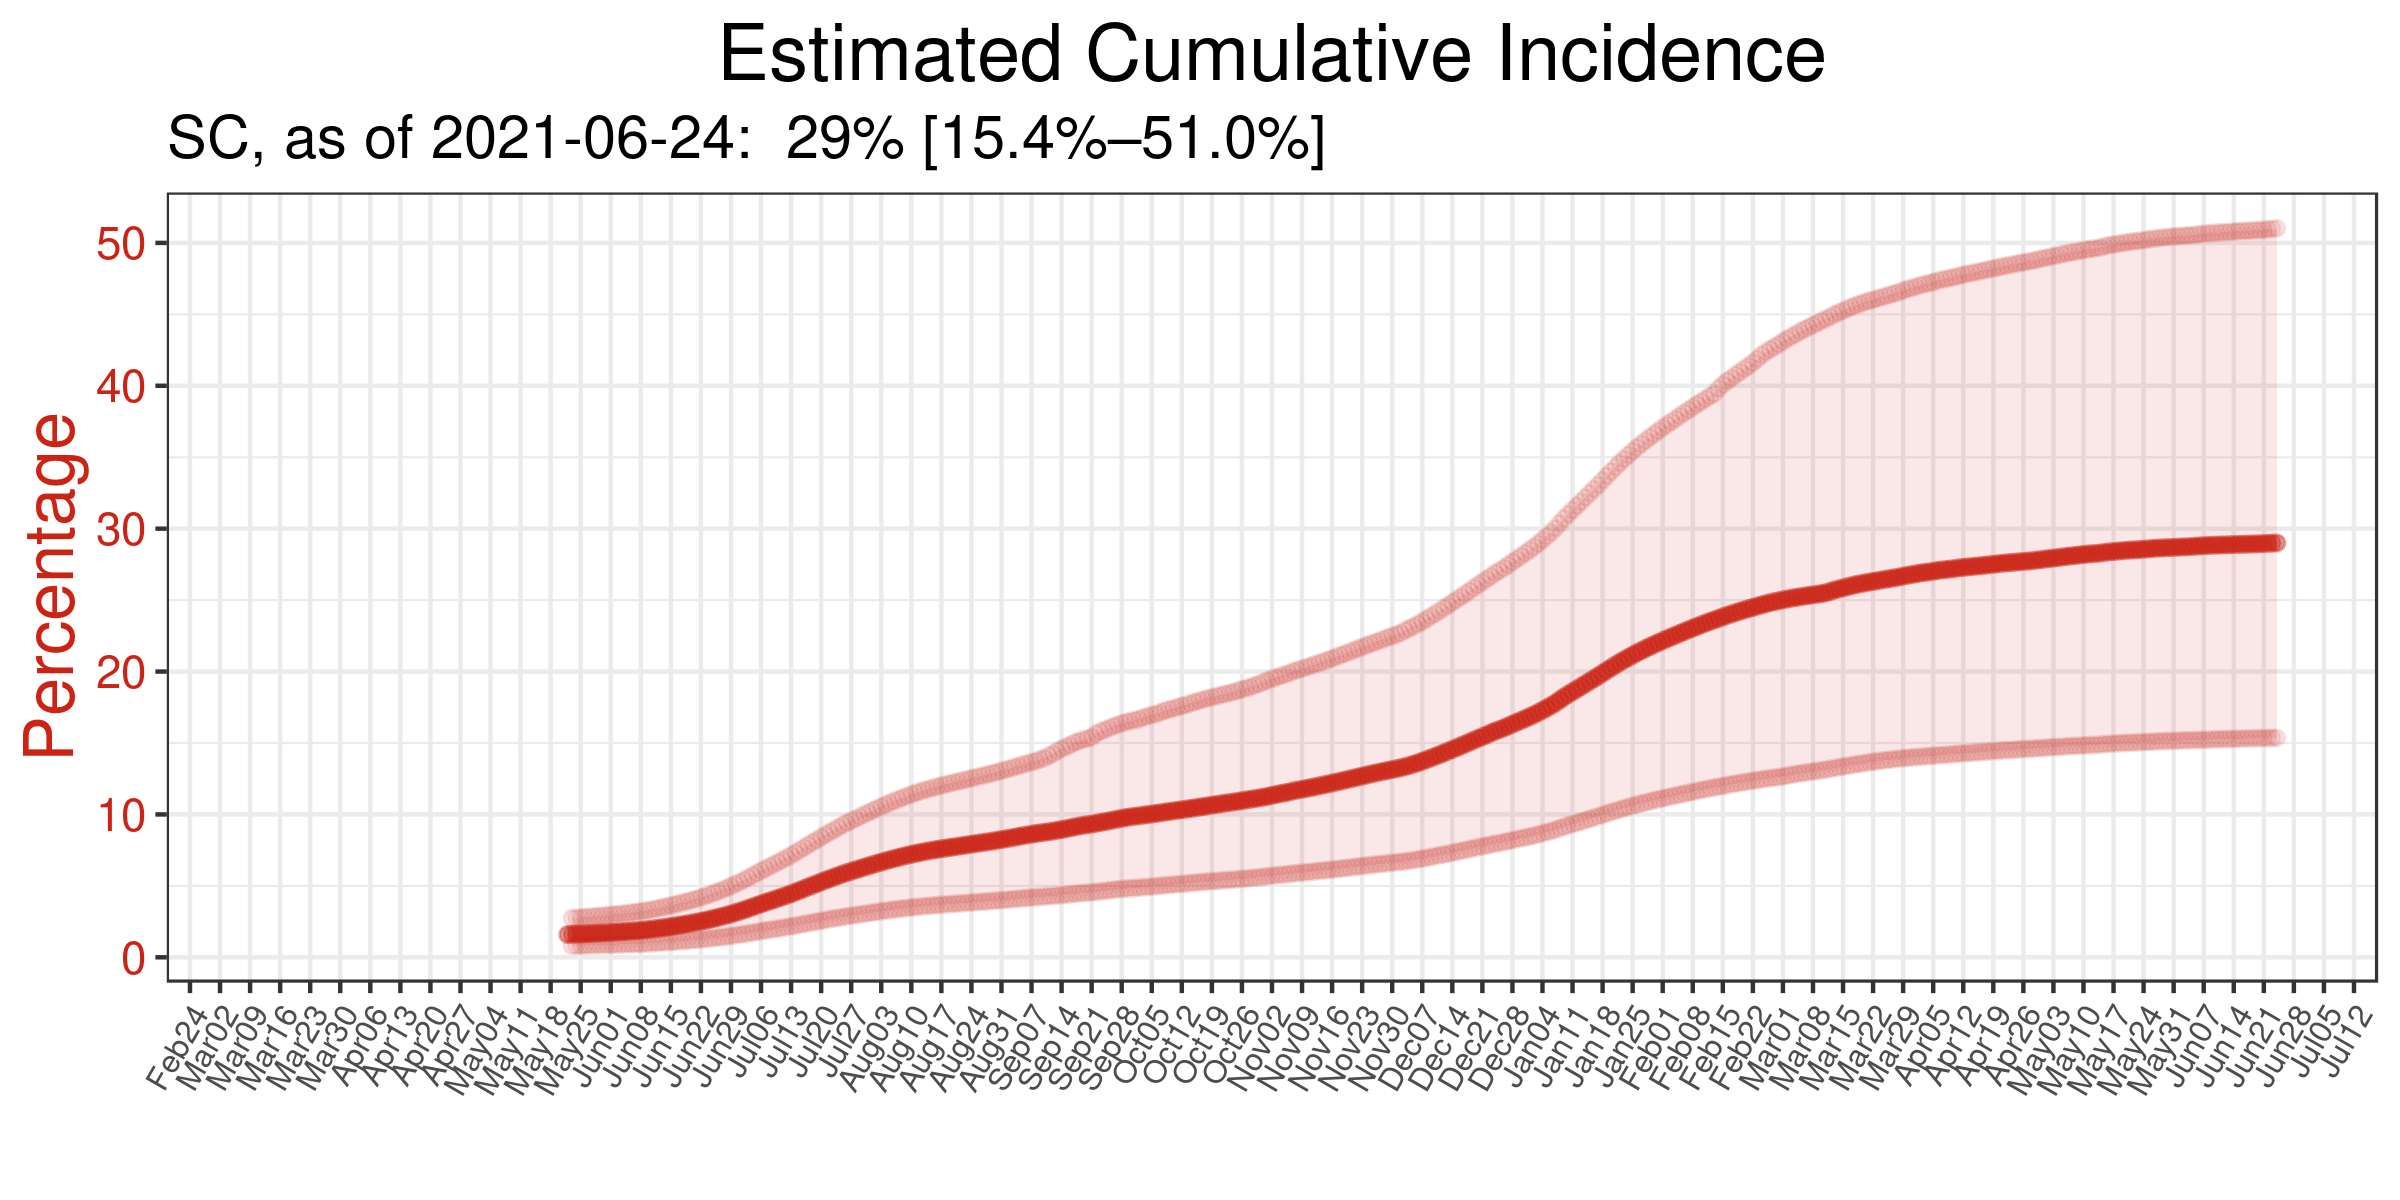 Estimated Cumulative Incidence
SC, as of 2021-06-24:  29% [15.4%–51.0%]
Percentage
50
40
30
20
10
0
Feb24
Mar02
Mar09
Mar16
Mar23
Mar30
Apr06
Apr13
Apr20
Apr27
May04
May11
May18
May25
Jun01
Jun08
Jun15
Jun22
Jun29
Jul06
Jul13
Jul20
Jul27
Aug03
Aug10
Aug17
Aug24
Aug31
Sep07
Sep14
Sep21
Sep28
Oct05
Oct12
Oct19
Oct26
Nov02
Nov09
Nov16
Nov23
Nov30
Dec07
Dec14
Dec21
Dec28
Jan04
Jan11
Jan18
Jan25
Feb01
Feb08
Feb15
Feb22
Mar01
Mar08
Mar15
Mar22
Mar29
Apr05
Apr12
Apr19
Apr26
May03
May10
May17
May24
May31
Jun07
Jun14
Jun21
Jun28
Jul05
Jul12